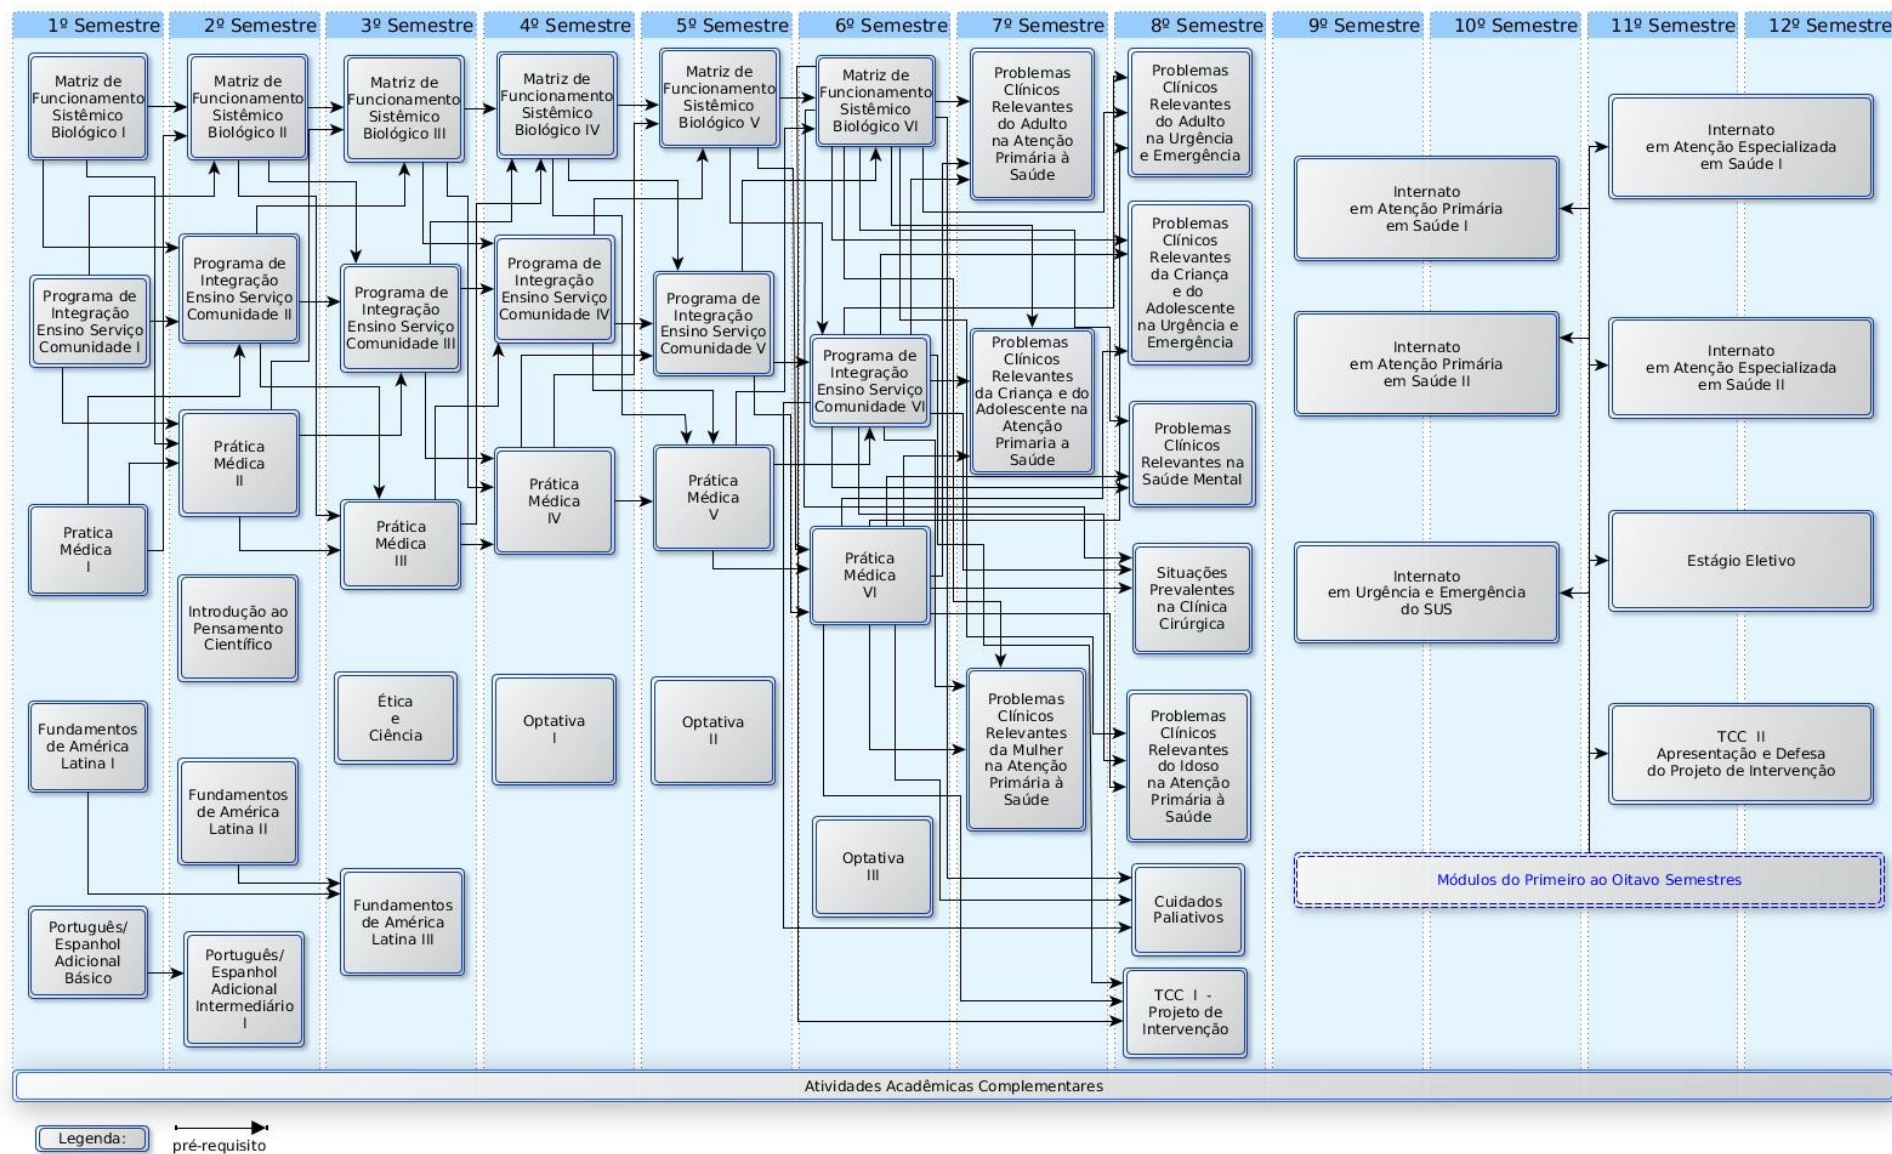 1º Semestre
2º Semestre
3º Semestre
4º Semestre
5º Semestre
6º Semestre
7º Semestre
8º Semestre
9º Semestre
10º Semestre
11º Semestre
12º Semestre
Matriz de
Funcionamento
Sistêmico
Biológico I
Programa de
Integração
Ensino Serviço
Comunidade I
Pratica
Médica
I
Fundamentos
de América
Latina I
Português/
Espanhol
Adicional
Básico
Matriz de
Funcionamento
Sistêmico
Biológico II
Programa de
Integração
Ensino Serviço
Comunidade II
Prática
Médica
II
Introdução ao
Pensamento
Científico
Fundamentos
de América
Latina II
Português/
Espanhol
Adicional
Intermediário
I
Matriz de
Funcionamento
Sistêmico
Biológico III
Programa de
Integração
Ensino Serviço
Comunidade III
Prática
Médica
III
Ética
e
Ciência
Fundamentos
de América
Latina III
Matriz de
Funcionamento
Sistêmico
Biológico IV
Programa de
Integração
Ensino Serviço
Comunidade IV
Prática
Médica
IV
Optativa
I
Matriz de
Funcionamento
Sistêmico
Biológico V
Programa de
Integração
Ensino Serviço
Comunidade V
Prática
Médica
V
Optativa
II
Matriz de
Funcionamento
Sistêmico
Biológico VI
Programa de
Integração
Ensino Serviço
Comunidade VI
Prática
Médica
VI
Optativa
III
Problemas
Clínicos
Relevantes
do Adulto
na Atenção
Primária à
Saúde
Problemas
Clínicos
Relevantes
da Criança e do
Adolescente na
Atenção
Primaria a
Saúde
Problemas
Clínicos
Relevantes
da Mulher
na Atenção
Primária à
Saúde
Problemas
Clínicos
Relevantes
do Adulto
na Urgência
e Emergência
Problemas
Clínicos
Relevantes
da Criança
e do
Adolescente
na Urgência e
Emergência
Problemas
Clínicos
Relevantes na
Saúde Mental
Situações
Prevalentes
na Clínica
Cirúrgica
Problemas
Clínicos
Relevantes
do Idoso
na Atenção
Primária à
Saúde
Cuidados
Paliativos
TCC I -
Projeto de
Intervenção
Internato
em Atenção Primária
em Saúde I
Internato
em Atenção Primária
em Saúde II
Internato
em Urgência e Emergência
do SUS
Internato
em Atenção Especializada
em Saúde I
Internato
em Atenção Especializada
em Saúde II
Estágio Eletivo
TCC II
Apresentação e Defesa
do Projeto de Intervenção
Módulos do Primeiro ao Oitavo Semestres
Atividades Acadêmicas Complementares
Legenda:
pré-requisito